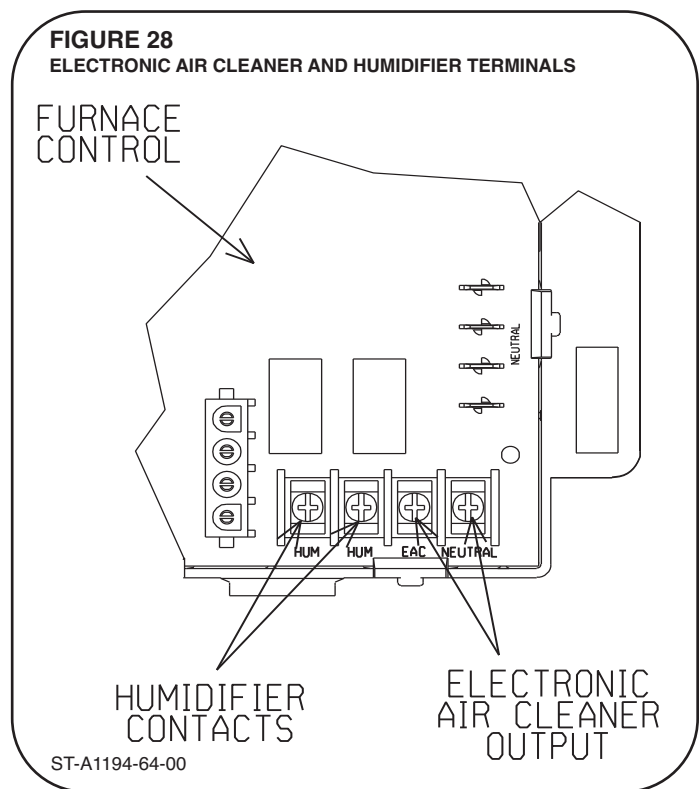 FIGURE 28
ELECTRONIC AIR CLEANER AND HUMIDIFIER TERMINALS
FURNACE
CONTROL
NEUTRAL
HUM HUM EAC NEUTRAL
HUMIDIFIER
CONTACTS
ELECTRONIC
AIR CLEANER
OUTPUT
ST-A1194-64-00